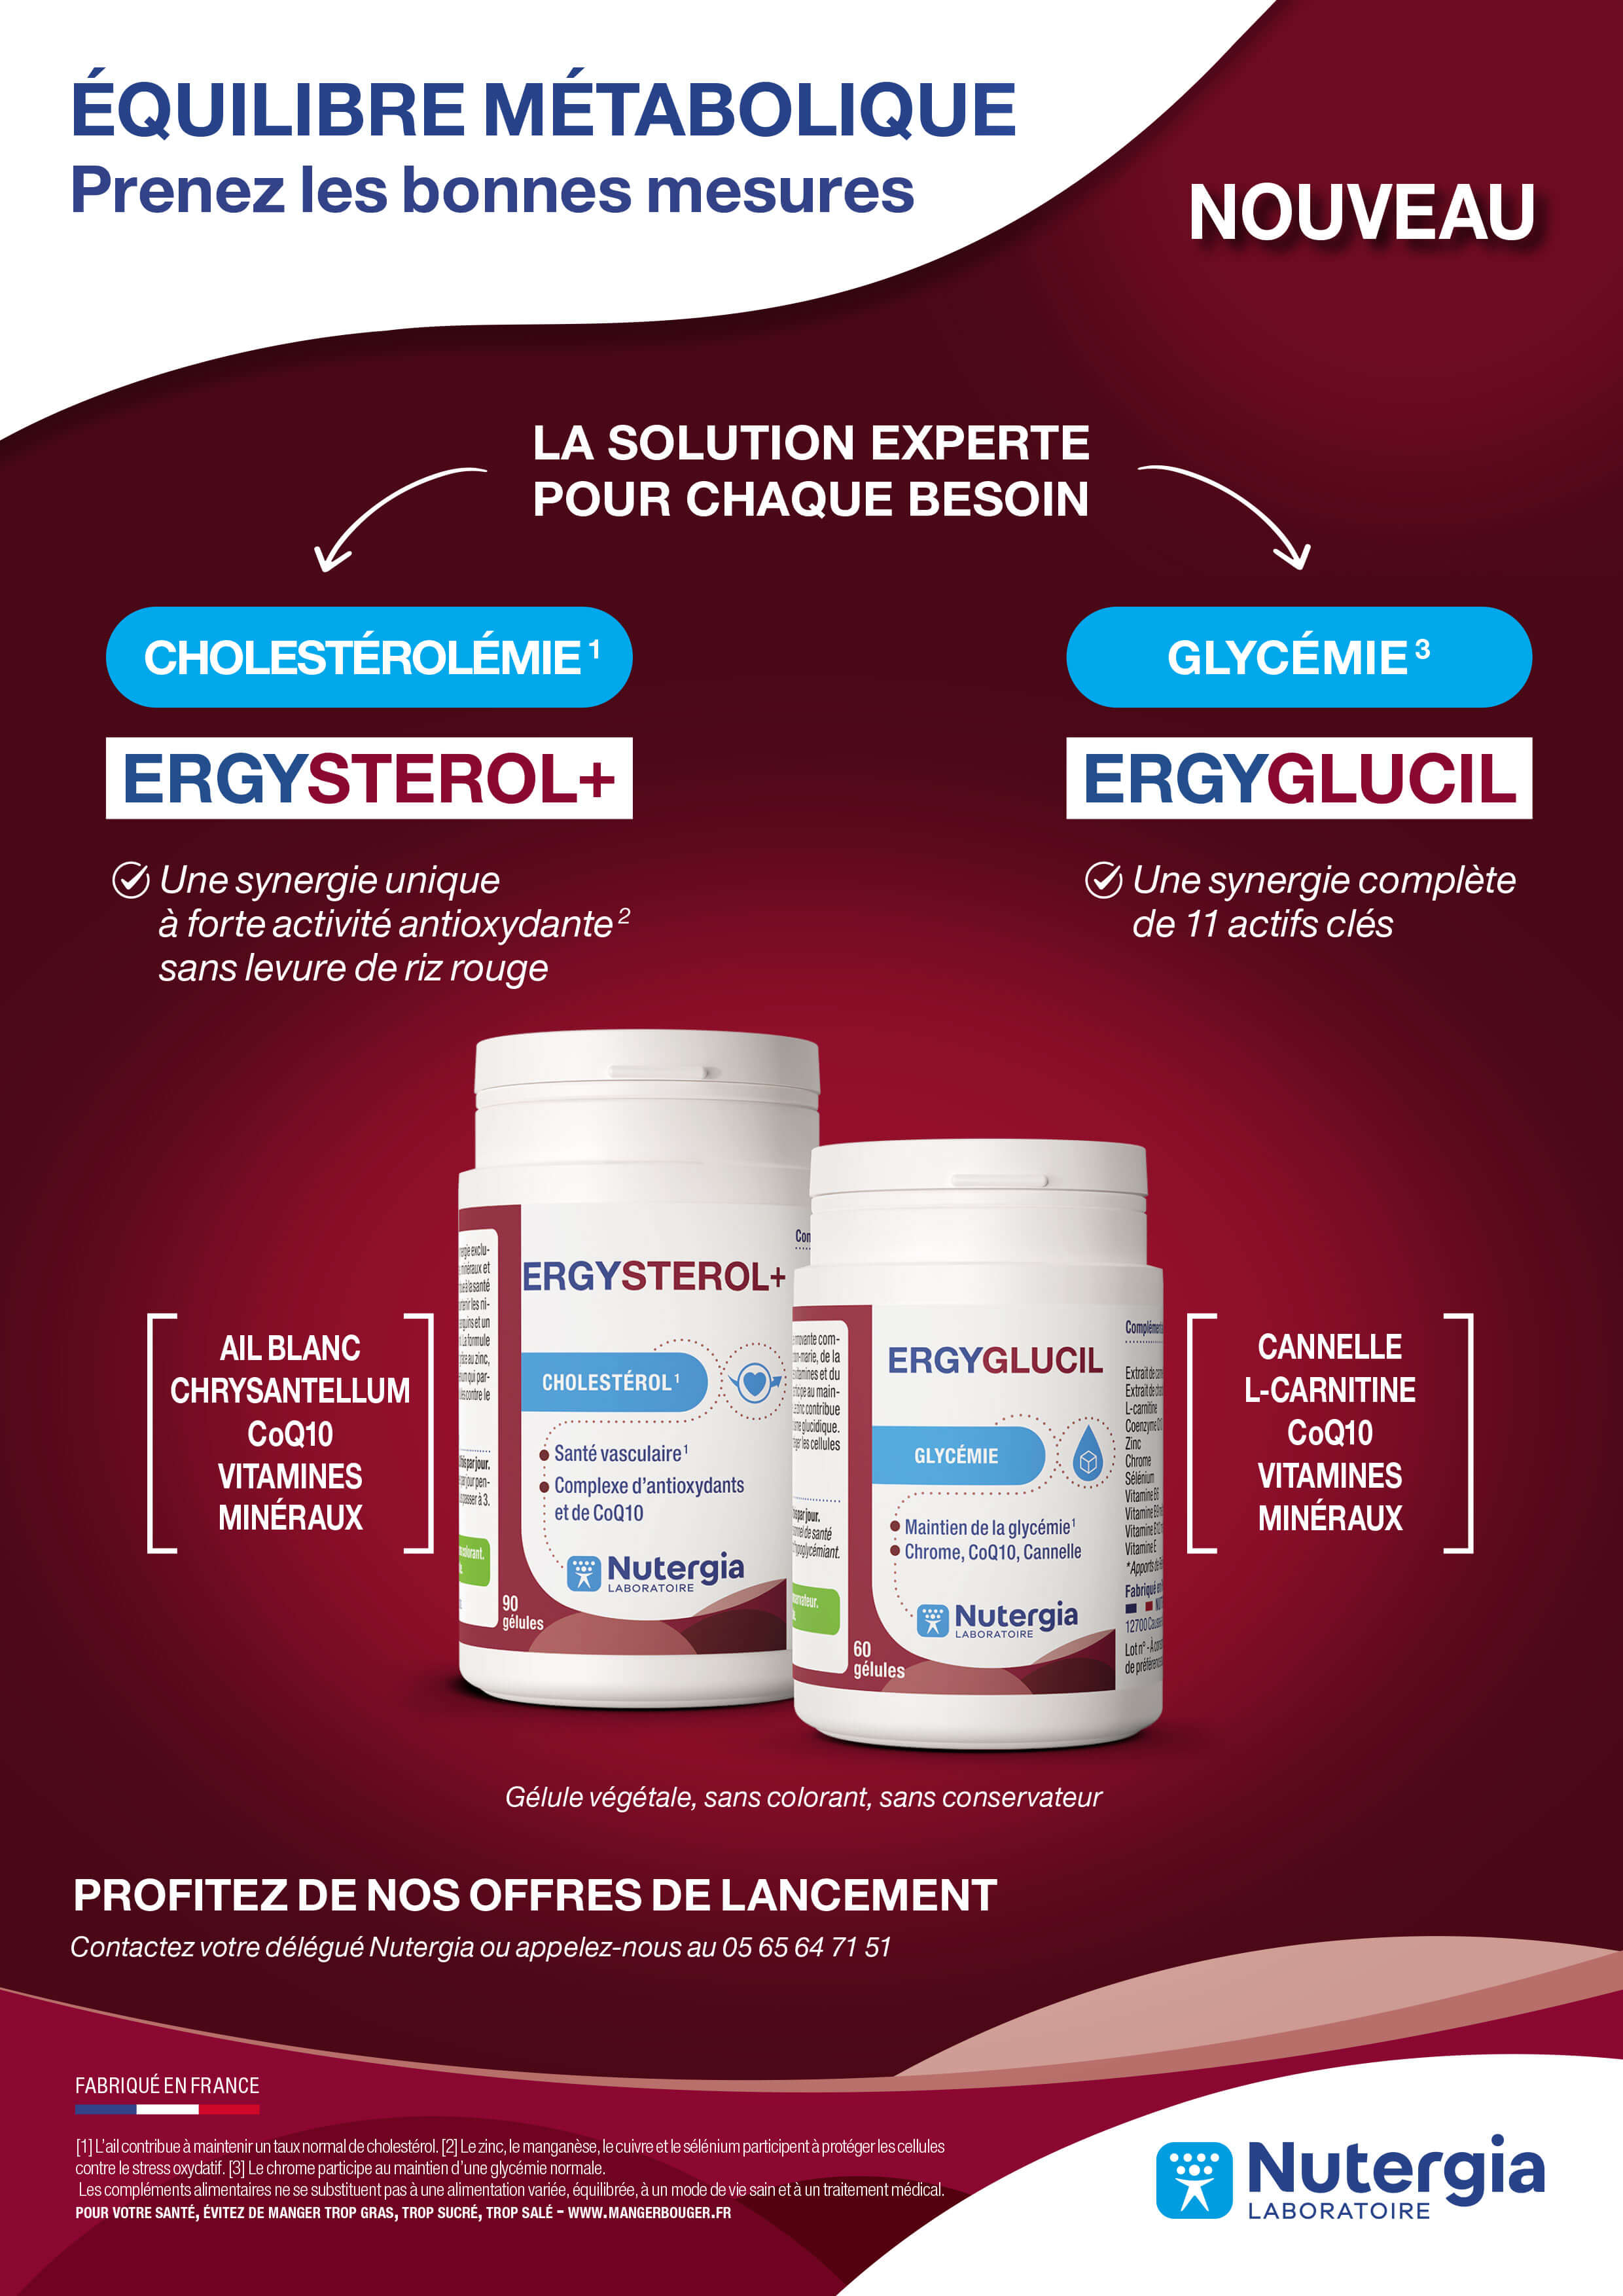 ÉQUILIBRE MÉTABOLIQUE
Prenez les bonnes mesures
NOUVEAU
LA SOLUTION EXPERTE
POUR CHAQUE BESOIN
CHOLESTÉROLÉMIE 1
ERGYSTEROL+
Une synergie unique
à forte activité antioxydante 2
sans levure de riz rouge
GLYCÉMIE 3
ERGYGLUCIL
Une synergie complète
de 11 actifs clés
AIL BLANC
CHRYSANTELLUM
CoQ10
VITAMINES
MINÉRAUX
ERGYSTEROL+
CHOLESTÉROL 1
Santé vasculaire 1
Complexe d'antioxydants
et de CoQ10
Nutergia
LABORATOIRE
90
gélules
ERGYGLUCIL
GLYCÉMIE
Maintien de la glycémie 1
Chrome, CoQ10, Cannelle
Nutergia
LABORATOIRE
60
gélules
L-carnitine
Zinc
Chrome
Sélénium
Vitamine B6
Vitamine E
CANNELLE
L-CARNITINE
CoQ10
VITAMINES
MINÉRAUX
Gélule végétale, sans colorant, sans conservateur
PROFITEZ DE NOS OFFRES DE LANCEMENT
Contactez votre délégué Nutergia ou appelez-nous au 05 65 64 71 51
FABRIQUÉ EN FRANCE
[1] L'ail contribue à maintenir un taux normal de cholestérol. [2] Le zinc, le manganèse, le cuivre et le sélénium participent à protéger les cellules
contre le stress oxydatif. [3] Le chrome participe au maintien d'une glycémie normale.
Les compléments alimentaires ne se substituent pas à une alimentation variée, équilibrée, à un mode de vie sain et à un traitement médical.
POUR VOTRE SANTÉ, ÉVITEZ DE MANGER TROP GRAS, TROP SUCRÉ, TROP SALÉ - WWW.MANGERBOUGER.FR
Nutergia
LABORATOIRE